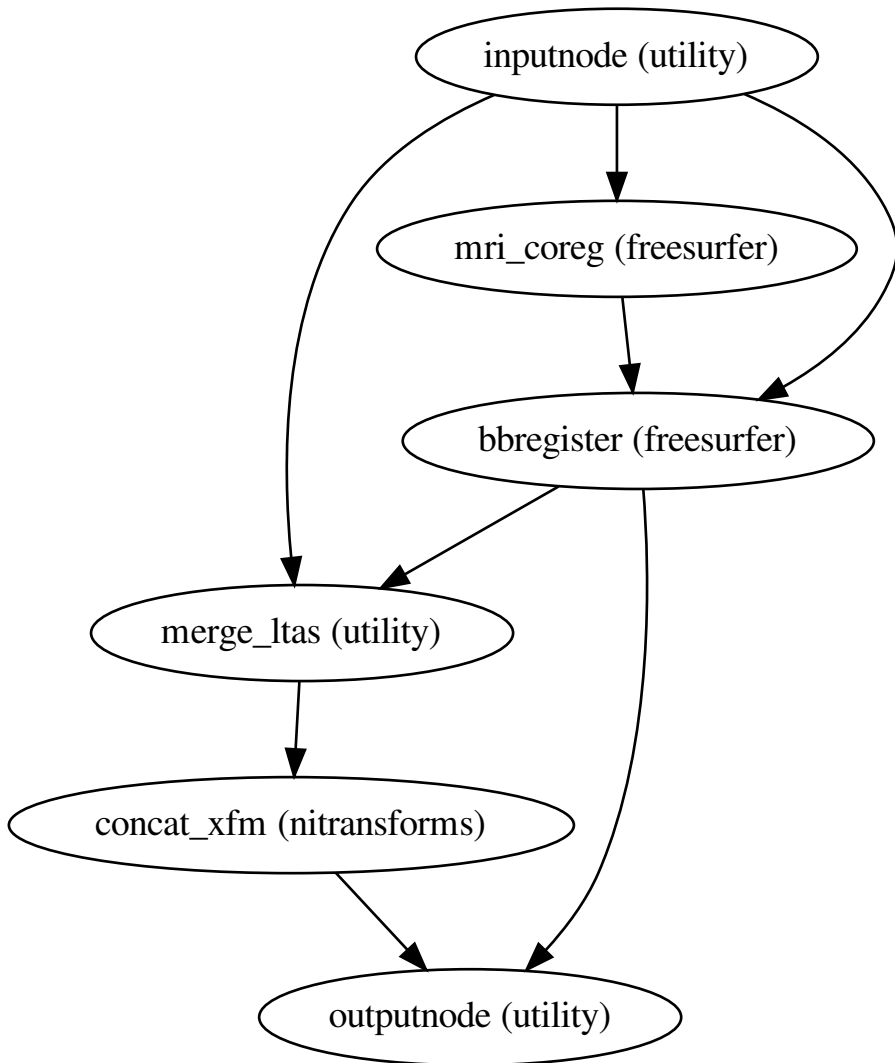 inputnode (utility)
mri_coreg (freesurfer)
bbregister (freesurfer)
merge_ltas (utility)
concat_xfm (nitransforms)
outputnode (utility)